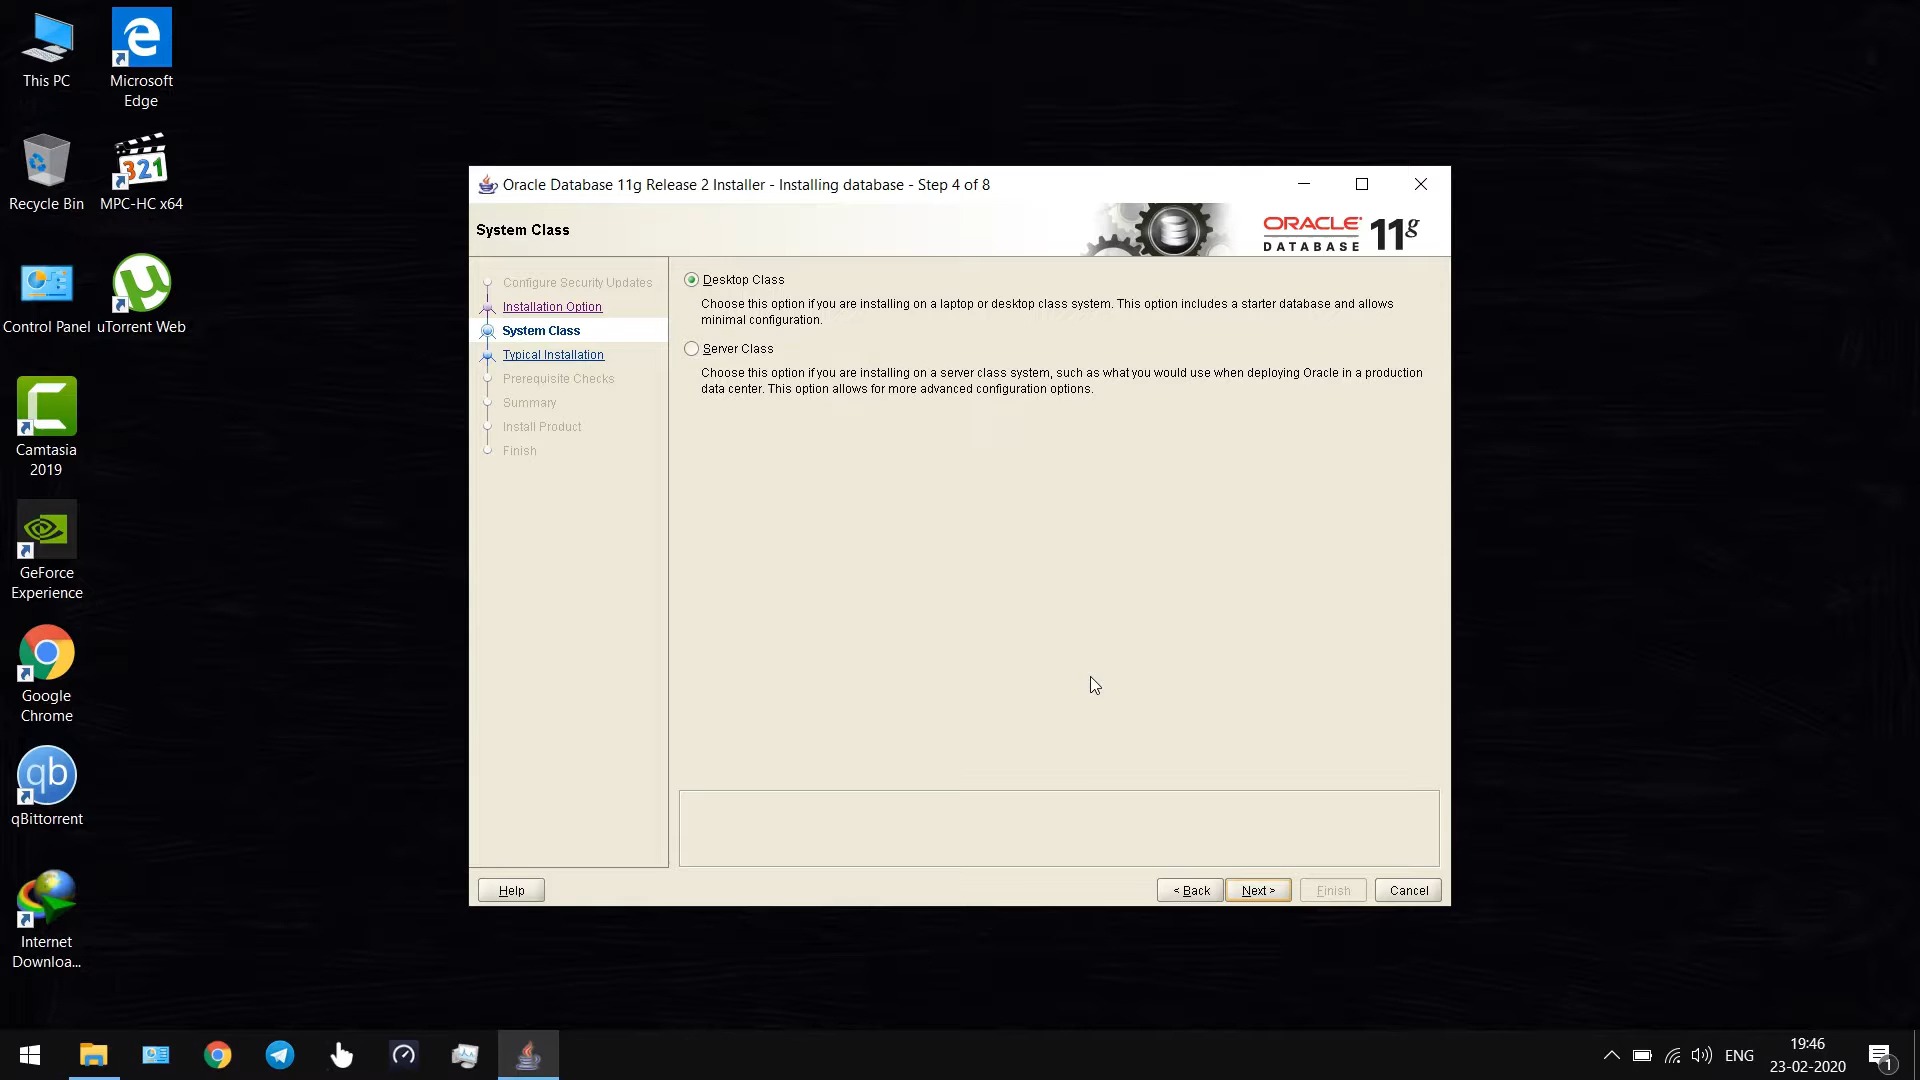 This PC
Microsoft
Edge
Recycle Bin
MPC-HC x64
321
Control Panel
uTorrent Web
Camtasia
2019
GeForce
Experience
Google
Chrome
qb
qBittorrent
Internet
Downloa...
Oracle Database 11g Release 2 Installer - Installing database - Step 4 of 8
System Class
ORACLE
DATABASE
11g
Configure Security Updates
Installation Option
System Class
Typical Installation
Prerequisite Checks
Summary
Install Product
Finish
Desktop Class
Choose this option if you are installing on a laptop or desktop class system. This option includes a starter database and allows
minimal configuration.
Server Class
Choose this option if you are installing on a server class system, such as what you would use when deploying Oracle in a production
data center. This option allows for more advanced configuration options.
Help
< Back
Next >
Finish
Cancel
ENG
19:46
23-02-2020
1